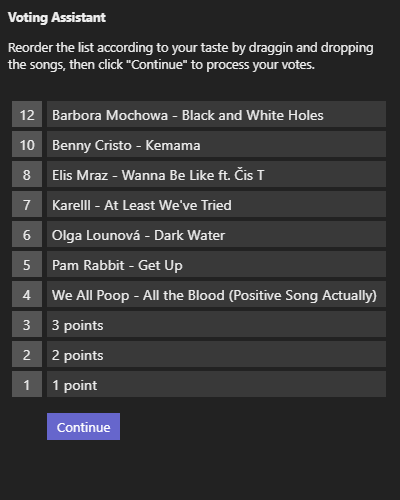 Voting Assistant
Reorder the list according to your taste by draggin and dropping
the songs, then click "Continue" to process your votes.
12 Barbora Mochowa - Black and White Holes
10 Benny Cristo - Kemama
8 Elis Mraz - Wanna Be Like ft. Čis T
7 Karelll - At Least We've Tried
6 Olga Lounová - Dark Water
5 Pam Rabbit - Get Up
4 We All Poop - All the Blood (Positive Song Actually)
3 3 points
2 2 points
1 1 point
Continue